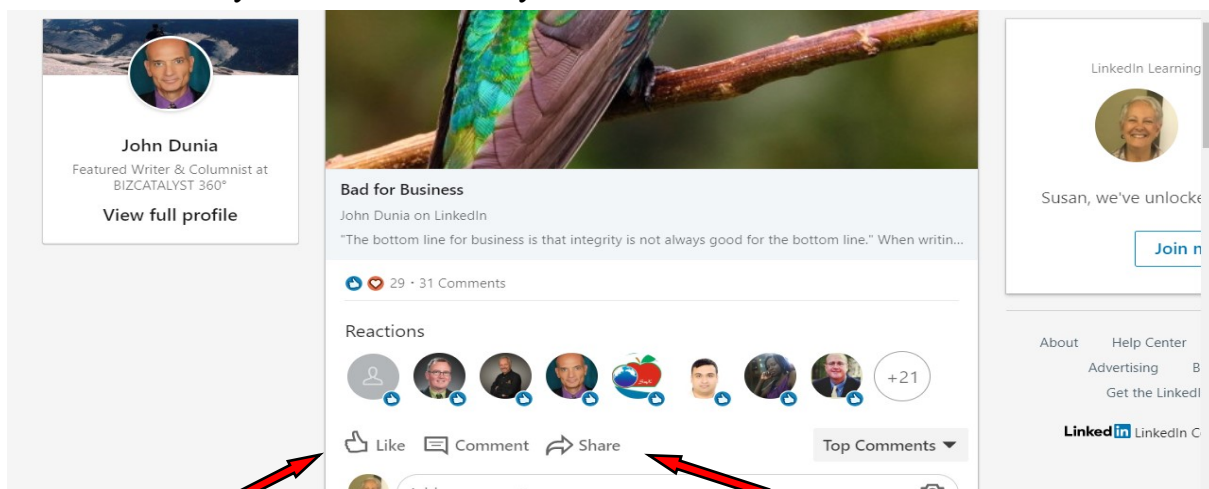 John Dunia
Featured Writer & Columnist at
BIZCATALYST 360°
View full profile
Bad for Business
John Dunia on LinkedIn
"The bottom line for business is that integrity is not always good for the bottom line." When writin...
29 · 31 Comments
Reactions
+21
Like Comment Share Top Comments
LinkedIn Learning
Susan, we've unlocke
Join n
About Help Center
Advertising B
Get the LinkedI
Linked in LinkedIn C